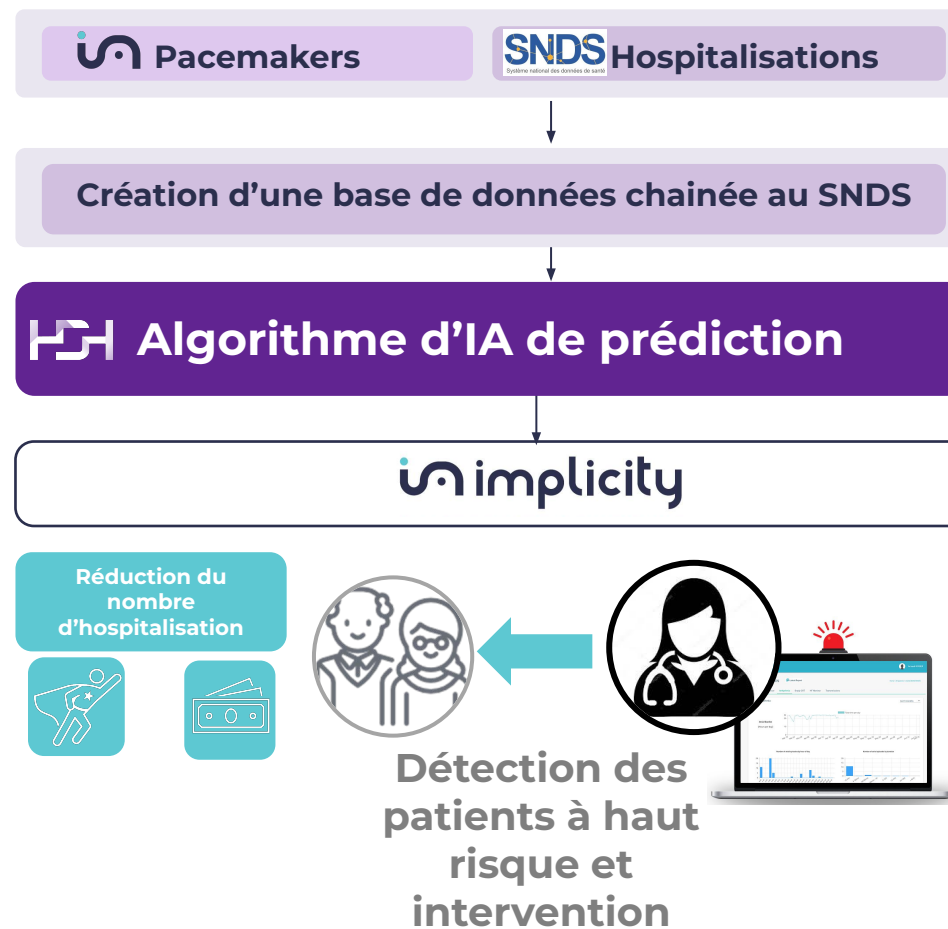 Pacemakers
SNDS Hospitalisations
Système national des données de santé
Création d’une base de données chainée au SNDS
Algorithme d’IA de prédiction
implicity
Réduction du
nombre
d’hospitalisation
Détection des
patients à haut
risque et
intervention